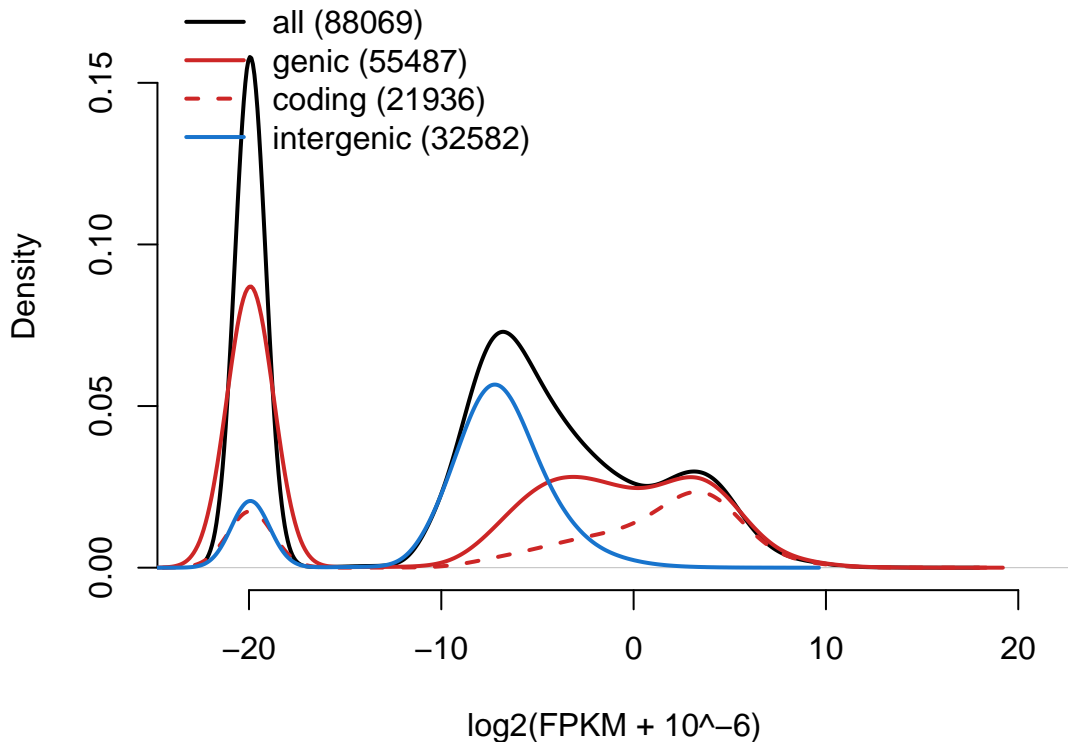 all (88069)
genic (55487)
coding (21936)
intergenic (32582)
0.15
0.10
0.05
0.00
Density
−20 −10 0 10 20
log2(FPKM + 10^−6)